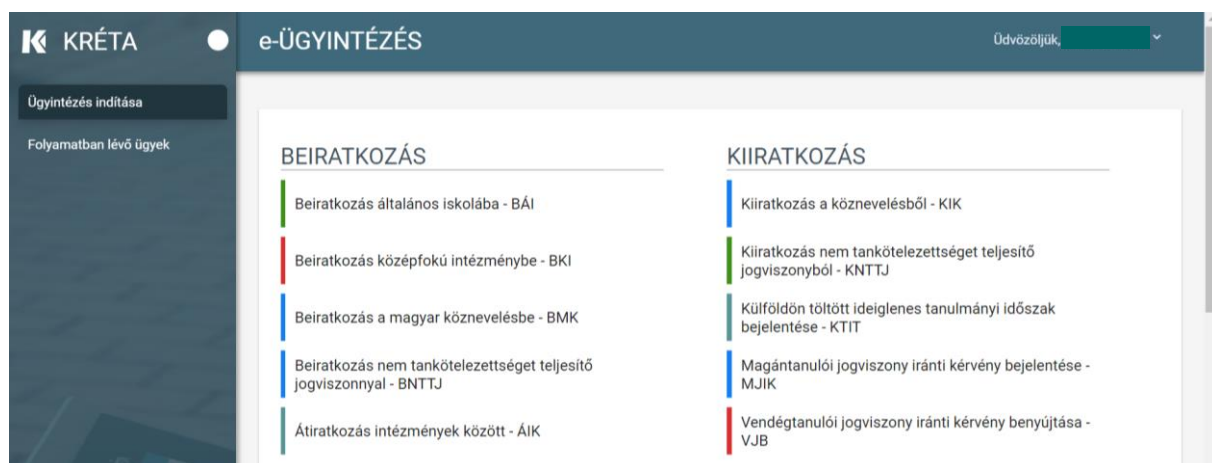 KRÉTA
e-ÜGYINTÉZÉS
Üdvözöljük,
Ügyintézés indítása
Folyamatban lévő ügyek
BEIRATKOZÁS
Beiratkozás általános iskolába - BÁI
Beiratkozás középfokú intézménybe - BKI
Beiratkozás a magyar köznevelésbe - BMK
Beiratkozás nem tankötelezettséget teljesítő
jogviszonnyal - BNTTJ
Átiratkozás intézmények között - ÁIK
KIIRATKOZÁS
Kiiratkozás a köznevelésből - KIK
Kiiratkozás nem tankötelezettséget teljesítő
jogviszonyból - KNTTJ
Külföldön töltött ideiglenes tanulmányi időszak
bejelentése - KTIT
Magántanulói jogviszony iránti kérvény bejelentése -
MJIK
Vendégtanulói jogviszony iránti kérvény benyújtása -
VJB